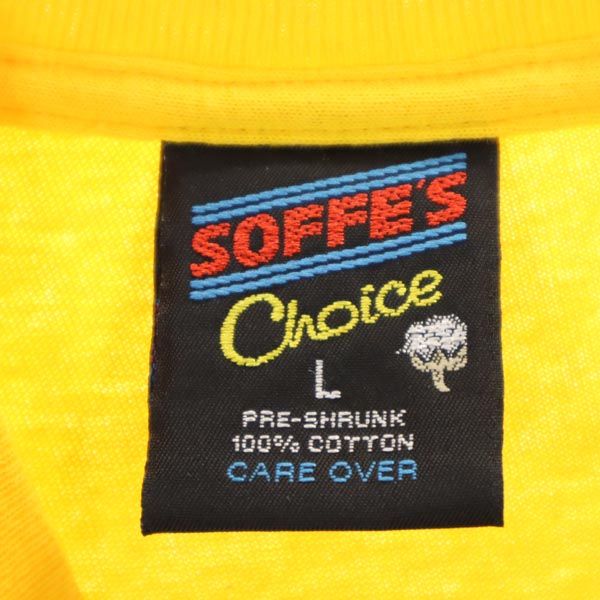 SOFFE'S
Choice
L
PRE-SHRUNK
100% COTTON
CARE OVER